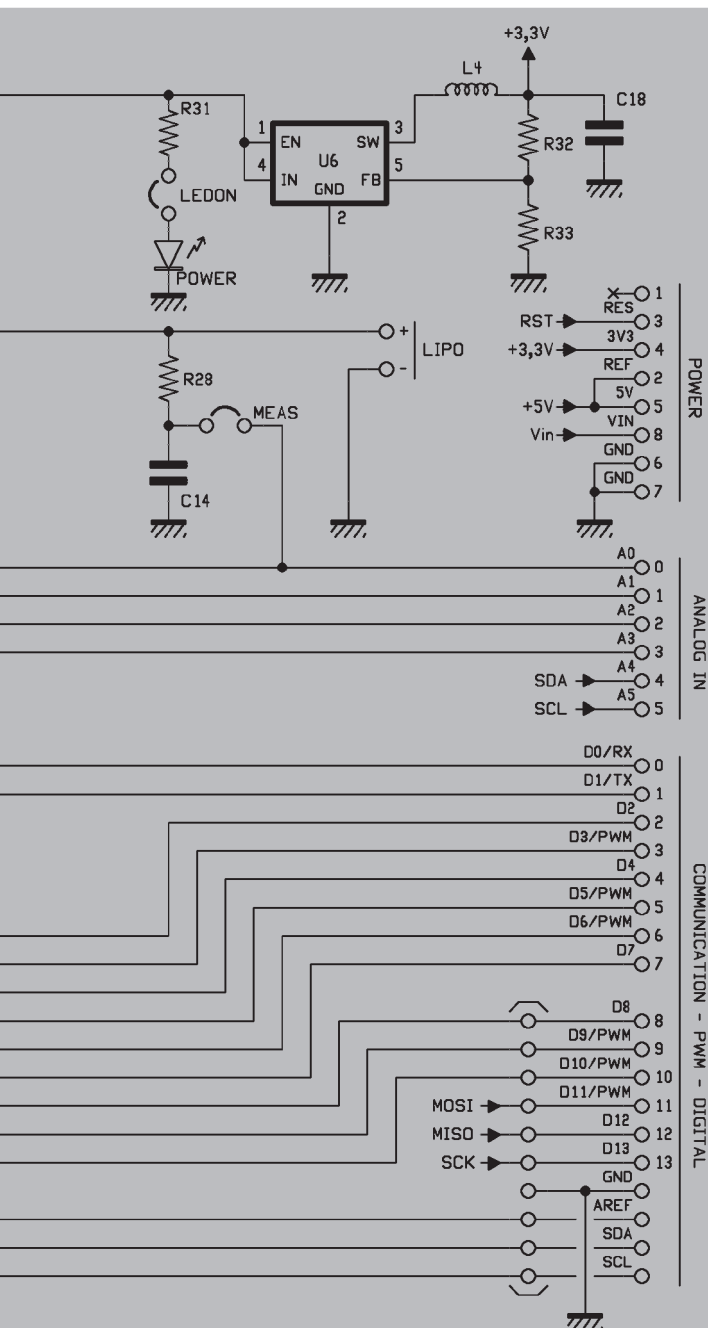 +3,3V
L4
C18
R31
1
EN
SW
3
R32
4
IN
U6
GND
FB
5
2
LEDON
R33
POWER
1
RES
RST
3
3V3
+3,3V
4
REF
2
5V
+5V
5
VIN
Vin
8
GND
6
GND
7
POWER
+
-
LIPO
R28
MEAS
C14
A0
0
A1
1
A2
2
A3
3
A4
SDA
4
A5
SCL
5
ANALOG IN
D0/RX
0
D1/TX
1
D2
2
D3/PWM
3
D4
4
D5/PWM
5
D6/PWM
6
D7
7
D8
8
D9/PWM
9
D10/PWM
10
D11/PWM
MOSI
11
D12
MISO
12
D13
SCK
13
GND
AREF
SDA
SCL
COMMUNICATION - PWM - DIGITAL